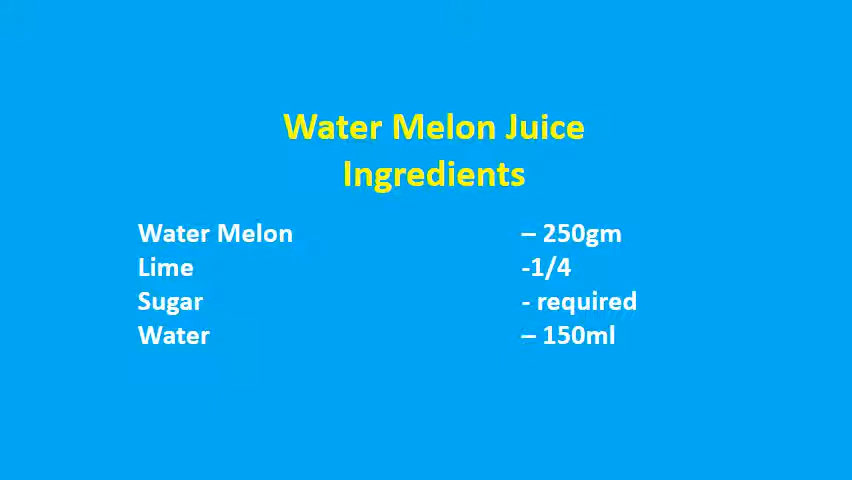 Water Melon Juice
Ingredients
Water Melon – 250gm
Lime -1/4
Sugar - required
Water – 150ml